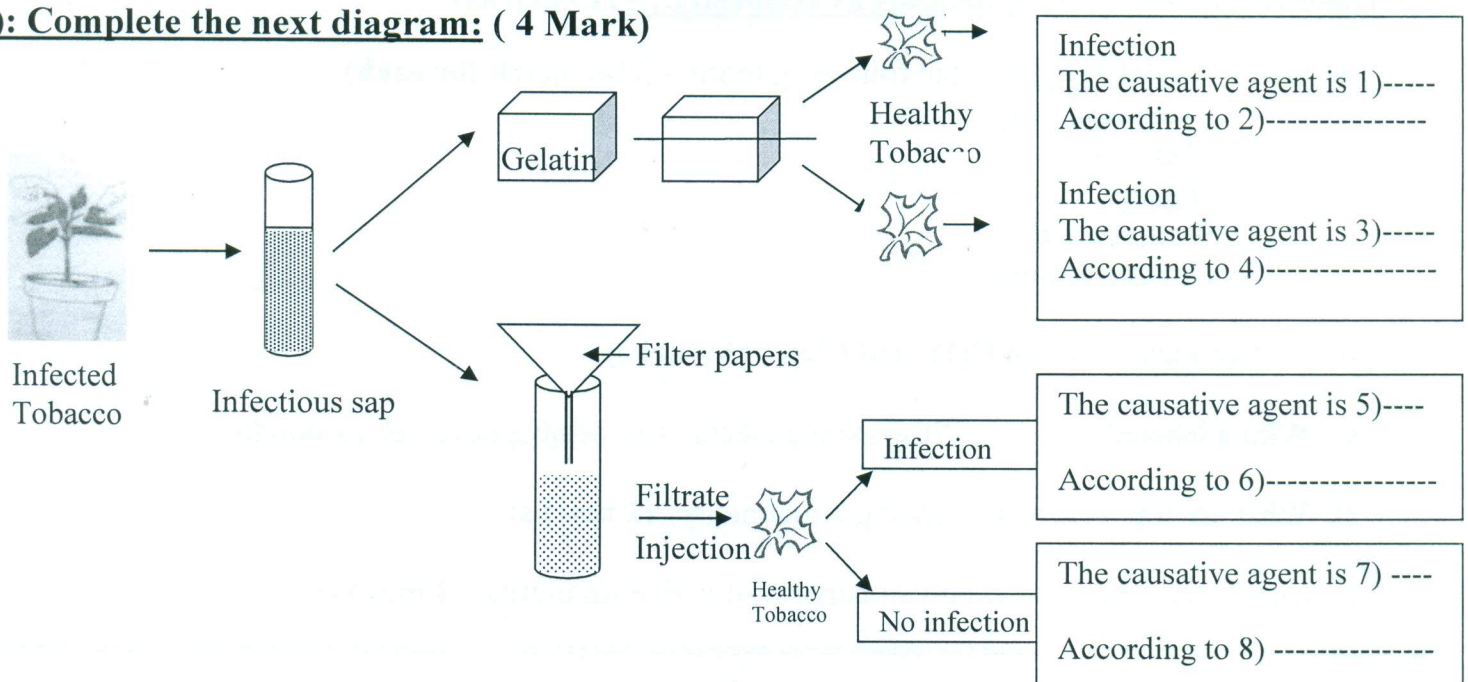 ): Complete the next diagram: ( 4 Mark)
Infection
The causative agent is 1)-----
According to 2)---------------
Healthy
Tobacco
Gelatin
Infection
The causative agent is 3)-----
According to 4)---------------
Infected
Tobacco
Infectious sap
Filter papers
Filtrate
Injection
Healthy
Tobacco
Infection
The causative agent is 5)----
According to 6)---------------
No infection
The causative agent is 7) ----
According to 8) --------------